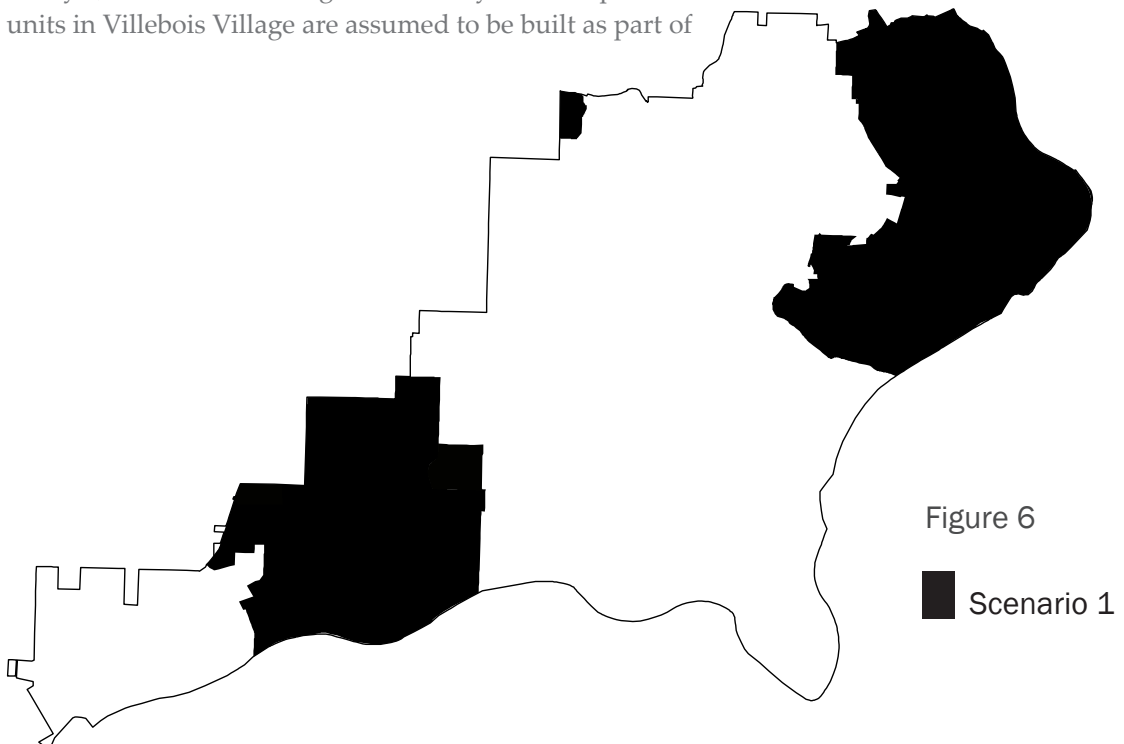 units in Villebois Village are assumed to be built as part of
Figure 6
Scenario 1